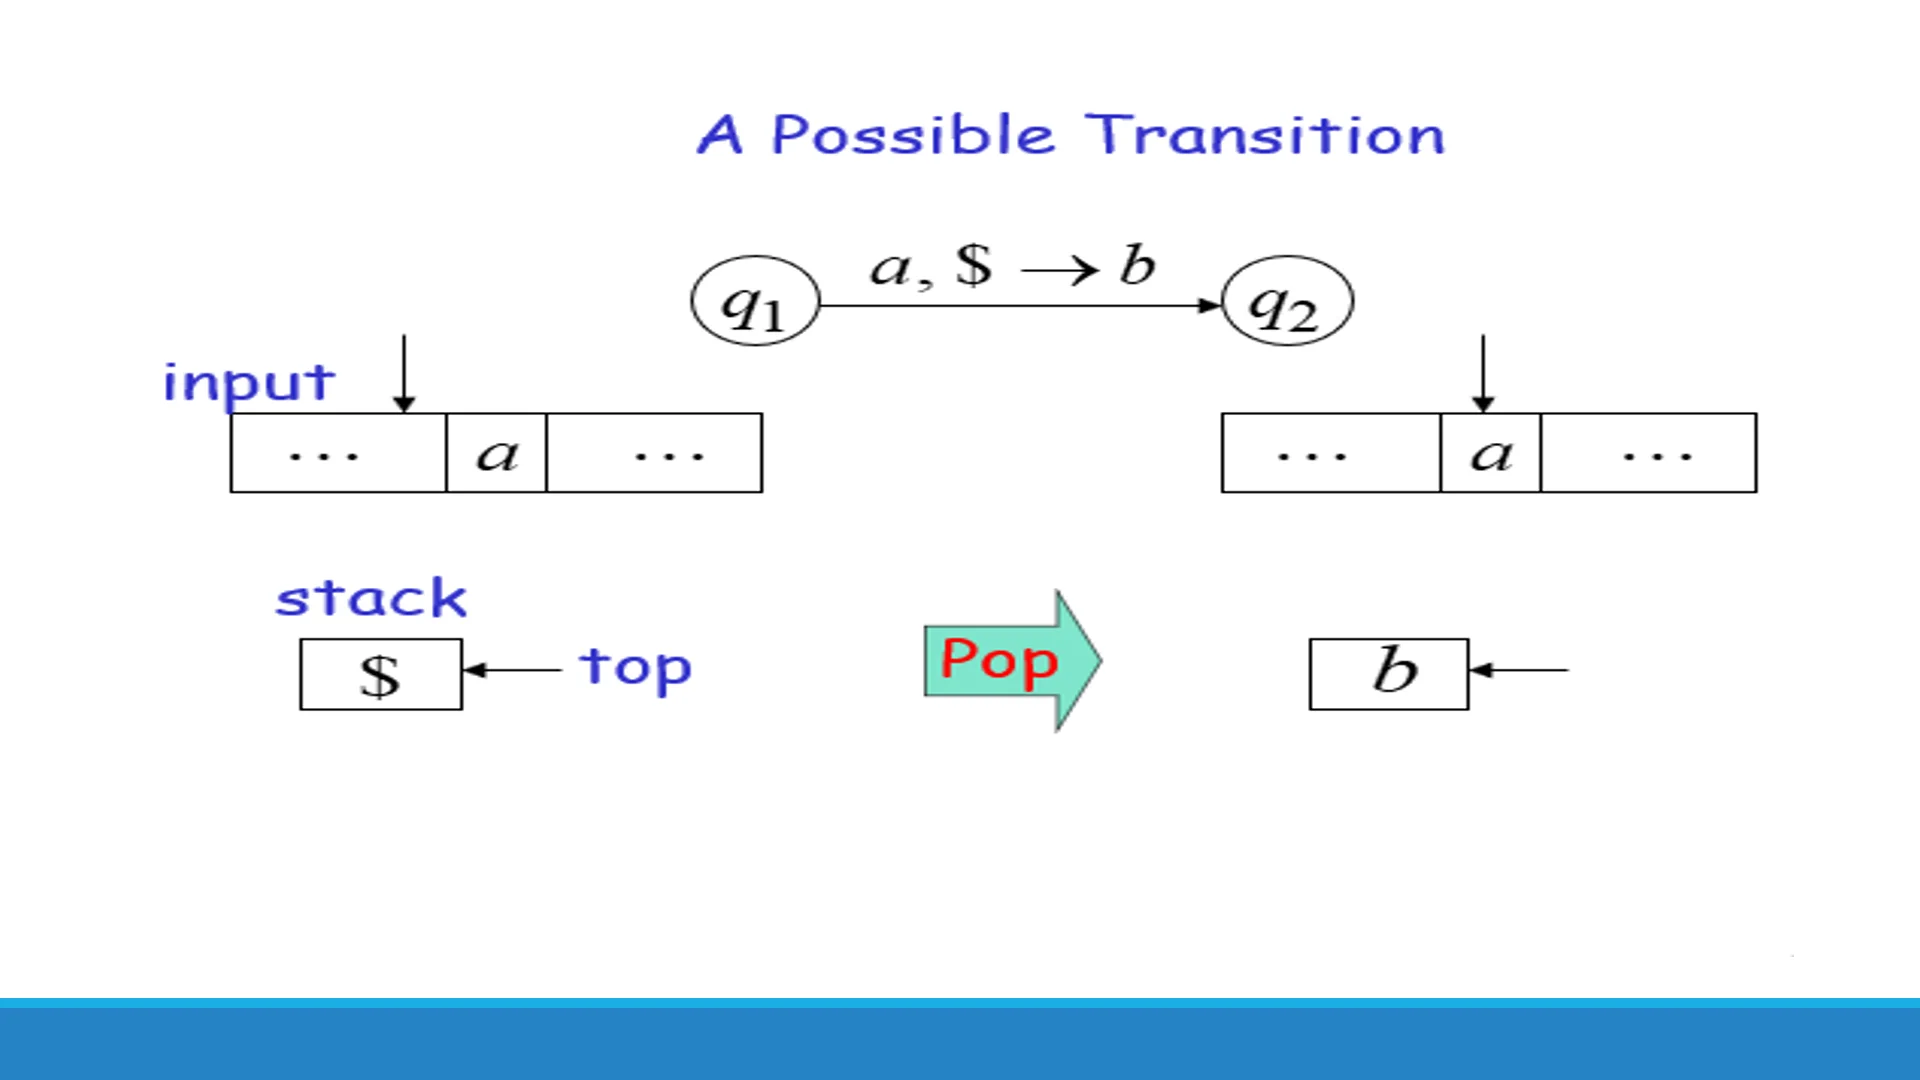 A Possible Transition
q1 a, $ → b q2
input
... a ... ... a ...
stack
$ top Pop b